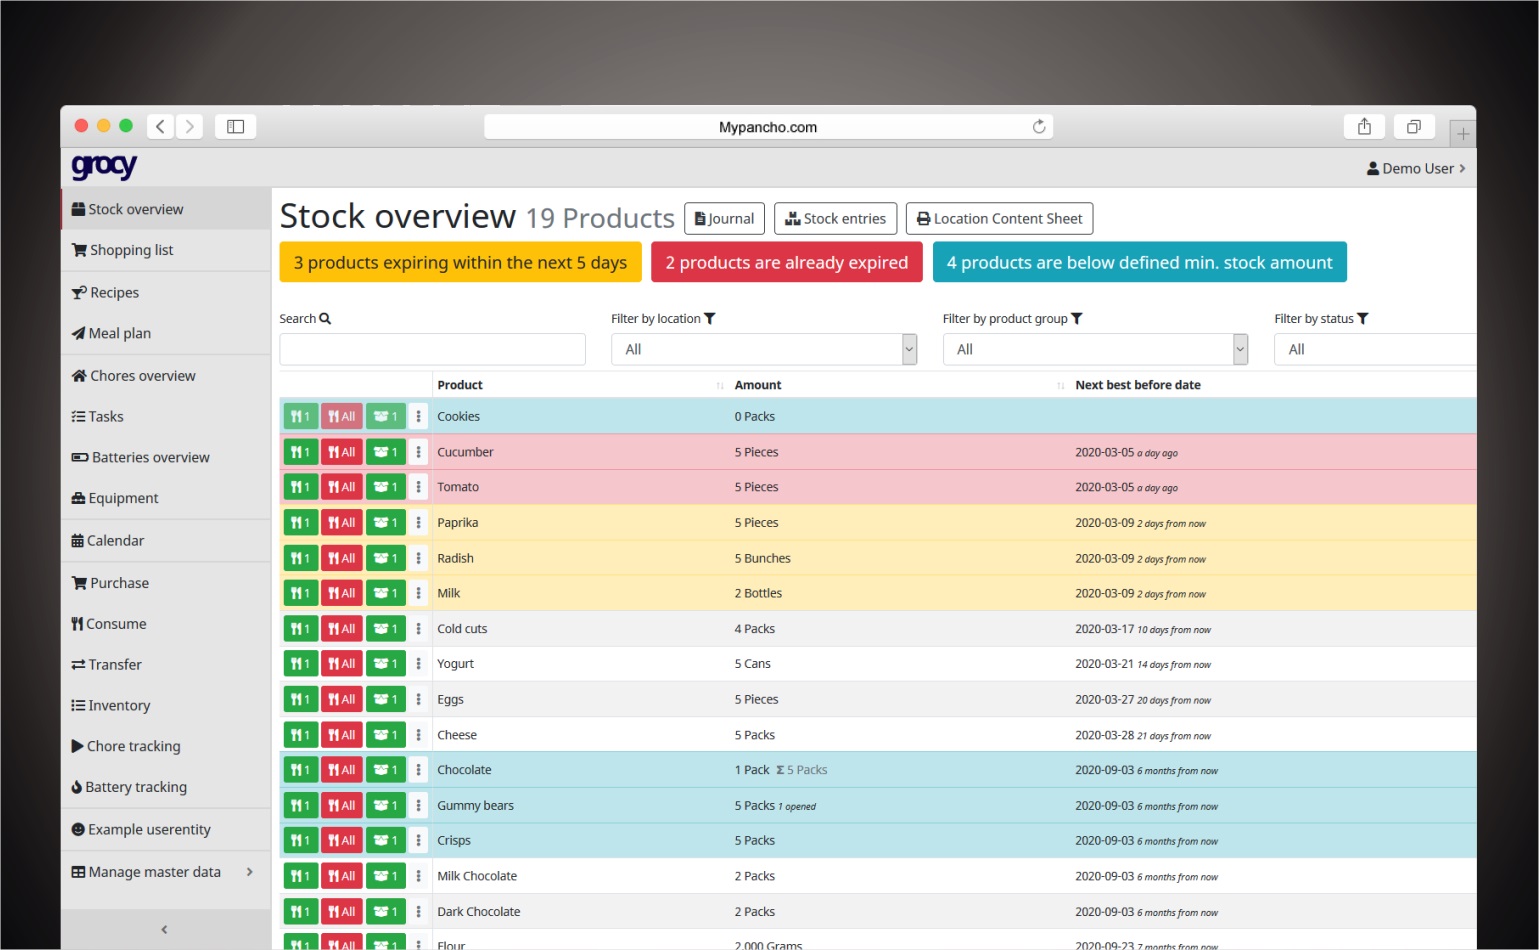 Mypancho.com
grocy
Demo User
Stock overview
Shopping list
Recipes
Meal plan
Chores overview
Tasks
Batteries overview
Equipment
Calendar
Purchase
Consume
Transfer
Inventory
Chore tracking
Battery tracking
Example userentity
Manage master data
Stock overview 19 Products Journal Stock entries Location Content Sheet
3 products expiring within the next 5 days 2 products are already expired 4 products are below defined min. stock amount
Search Filter by location Filter by product group Filter by status
All All All
Product Amount Next best before date
1 All 1 Cookies 0 Packs
1 All 1 Cucumber 5 Pieces 2020-03-05 a day ago
1 All 1 Tomato 5 Pieces 2020-03-05 a day ago
1 All 1 Paprika 5 Pieces 2020-03-09 2 days from now
1 All 1 Radish 5 Bunches 2020-03-09 2 days from now
1 All 1 Milk 2 Bottles 2020-03-09 2 days from now
1 All 1 Cold cuts 4 Packs 2020-03-17 10 days from now
1 All 1 Yogurt 5 Cans 2020-03-21 14 days from now
1 All 1 Eggs 5 Pieces 2020-03-27 20 days from now
1 All 1 Cheese 5 Packs 2020-03-28 21 days from now
1 All 1 Chocolate 1 Pack Σ 5 Packs 2020-09-03 6 months from now
1 All 1 Gummy bears 5 Packs 1 opened 2020-09-03 6 months from now
1 All 1 Crisps 5 Packs 2020-09-03 6 months from now
1 All 1 Milk Chocolate 2 Packs 2020-09-03 6 months from now
1 All 1 Dark Chocolate 2 Packs 2020-09-03 6 months from now
1 All 1 Flour 2,000 Grams 2020-09-23 7 months from now